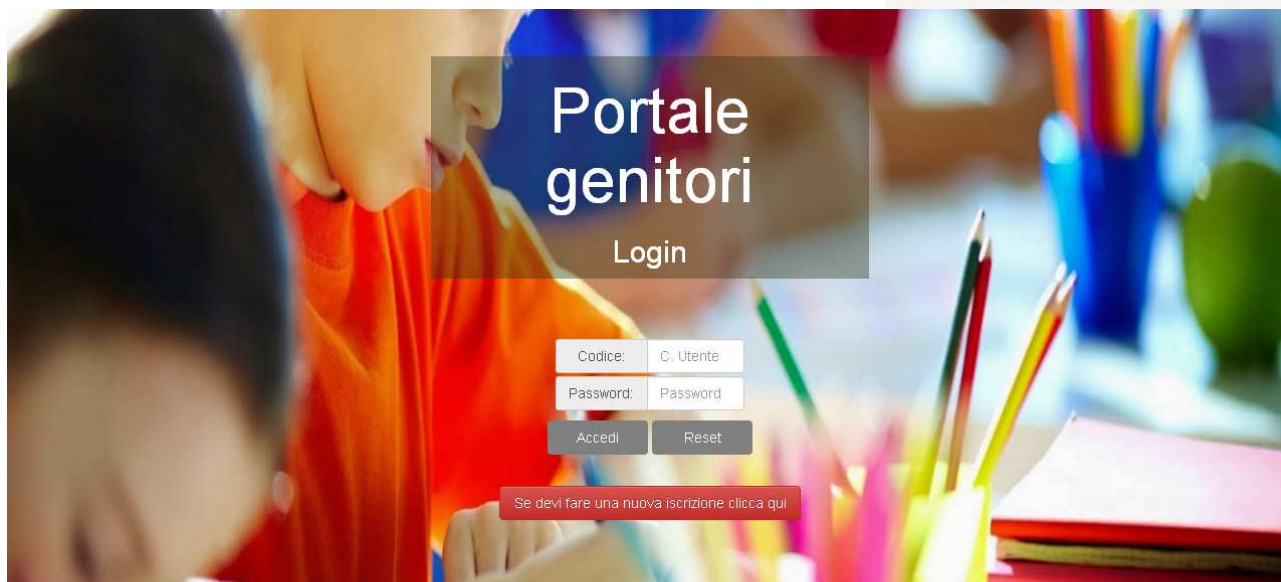 Portale
genitori
Login
Codice: C. Utente
Password: Password
Accedi Reset
Se devi fare una nuova iscrizione clicca qui